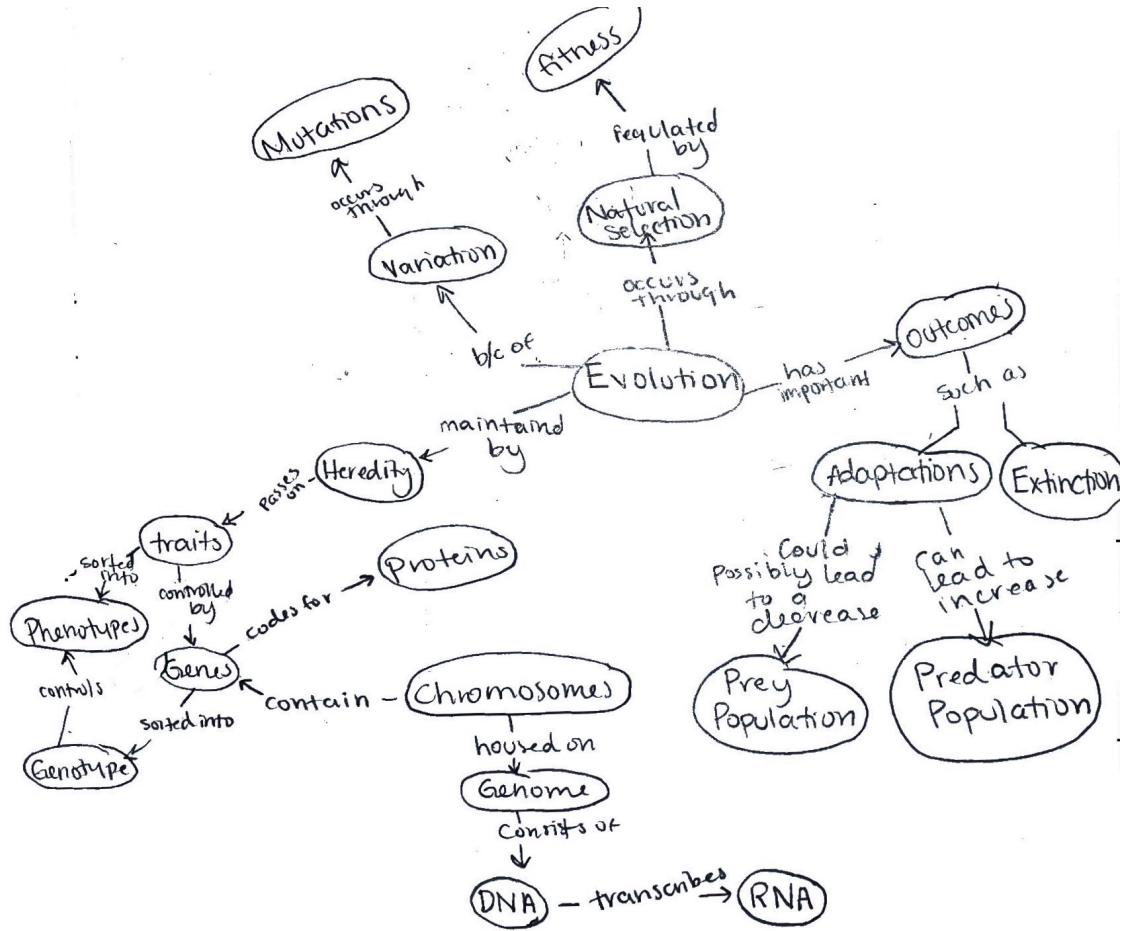 fitness
Mutations
regulated
by
occurs
through
Natural
selection
Variation
occurs
through
b/c of
Evolution
has
important
Outcomes
such as
maintaind
by
Heredity
Adaptations
Extinction
passes
on
traits
sorted
into
controlled
by
Proteins
Could
Possibly lead
to a
decrease
can
lead to
increase
Phenotypes
codes for
Genes
controls
contain
Chromosomes
Prey
Population
Predator
Population
sorted into
Genotype
housed on
Genome
Consists of
DNA
transcribes
RNA